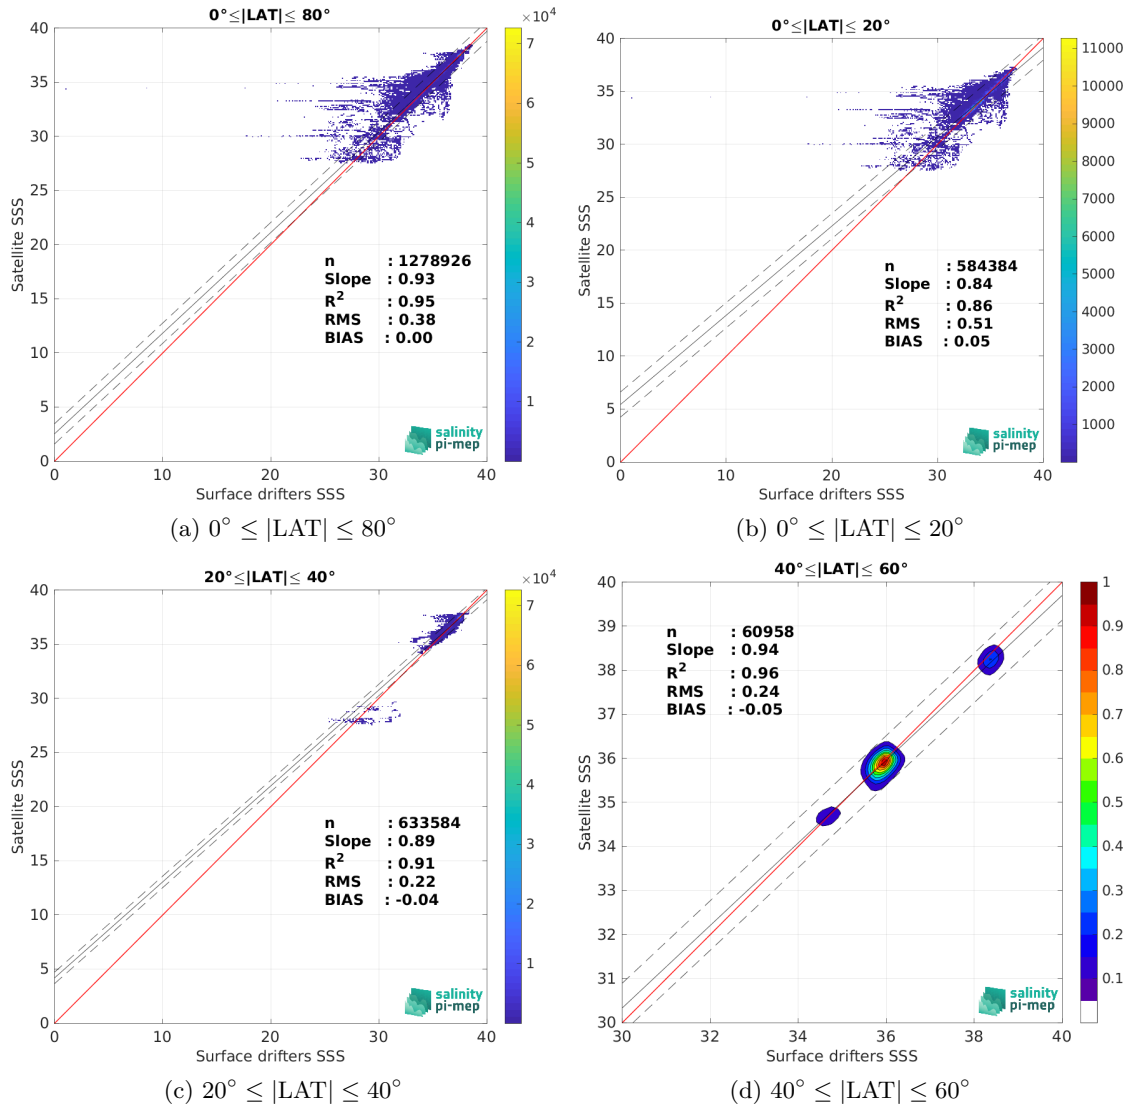 0°≤|LAT|≤ 80°
×10⁴
40
35
30
25
20
15
10
5
0
Satellite SSS
n : 1278926
Slope : 0.93
R² : 0.95
RMS : 0.38
BIAS : 0.00
salinity
pi-mep
0 10 20 30 40
Surface drifters SSS
7
6
5
4
3
2
1
(a) 0° ≤ |LAT| ≤ 80°
0°≤|LAT|≤ 20°
40
35
30
25
20
15
10
5
0
Satellite SSS
n : 584384
Slope : 0.84
R² : 0.86
RMS : 0.51
BIAS : 0.05
salinity
pi-mep
0 10 20 30 40
Surface drifters SSS
11000
10000
9000
8000
7000
6000
5000
4000
3000
2000
1000
(b) 0° ≤ |LAT| ≤ 20°
20°≤|LAT|≤ 40°
×10⁴
40
35
30
25
20
15
10
5
0
Satellite SSS
n : 633584
Slope : 0.89
R² : 0.91
RMS : 0.22
BIAS : -0.04
salinity
pi-mep
0 10 20 30 40
Surface drifters SSS
7
6
5
4
3
2
1
(c) 20° ≤ |LAT| ≤ 40°
40°≤|LAT|≤ 60°
40
39
38
37
36
35
34
33
32
31
30
Satellite SSS
n : 60958
Slope : 0.94
R² : 0.96
RMS : 0.24
BIAS : -0.05
salinity
pi-mep
30 32 34 36 38 40
Surface drifters SSS
1
0.9
0.8
0.7
0.6
0.5
0.4
0.3
0.2
0.1
(d) 40° ≤ |LAT| ≤ 60°